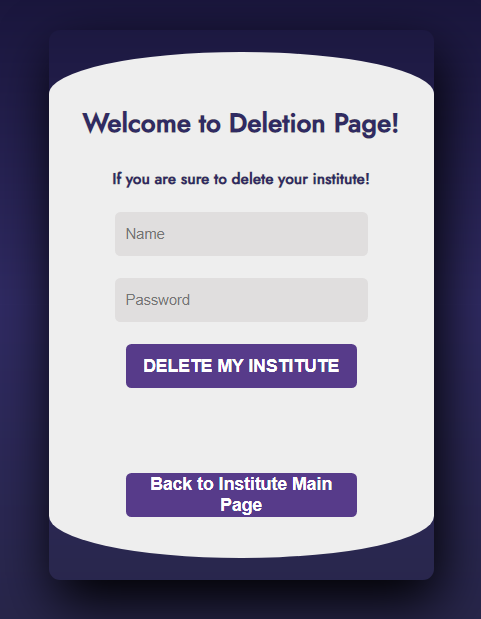 Welcome to Deletion Page!
If you are sure to delete your institute!
Name
Password
DELETE MY INSTITUTE
Back to Institute Main
Page